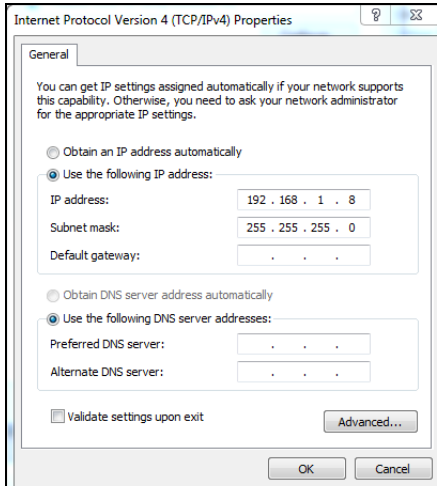 Internet Protocol Version 4 (TCP/IPv4) Properties
?
General
You can get IP settings assigned automatically if your network supports
this capability. Otherwise, you need to ask your network administrator
for the appropriate IP settings.
Obtain an IP address automatically
Use the following IP address:
IP address: 192 . 168 . 1 . 8
Subnet mask: 255 . 255 . 255 . 0
Default gateway: . . .
Obtain DNS server address automatically
Use the following DNS server addresses:
Preferred DNS server: . . .
Alternate DNS server: . . .
Validate settings upon exit
Advanced...
OK Cancel